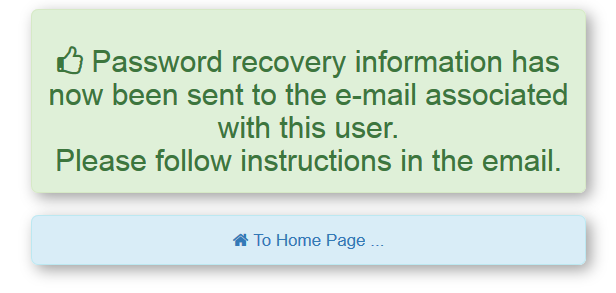 Password recovery information has
now been sent to the e-mail associated
with this user.
Please follow instructions in the email.
To Home Page ...